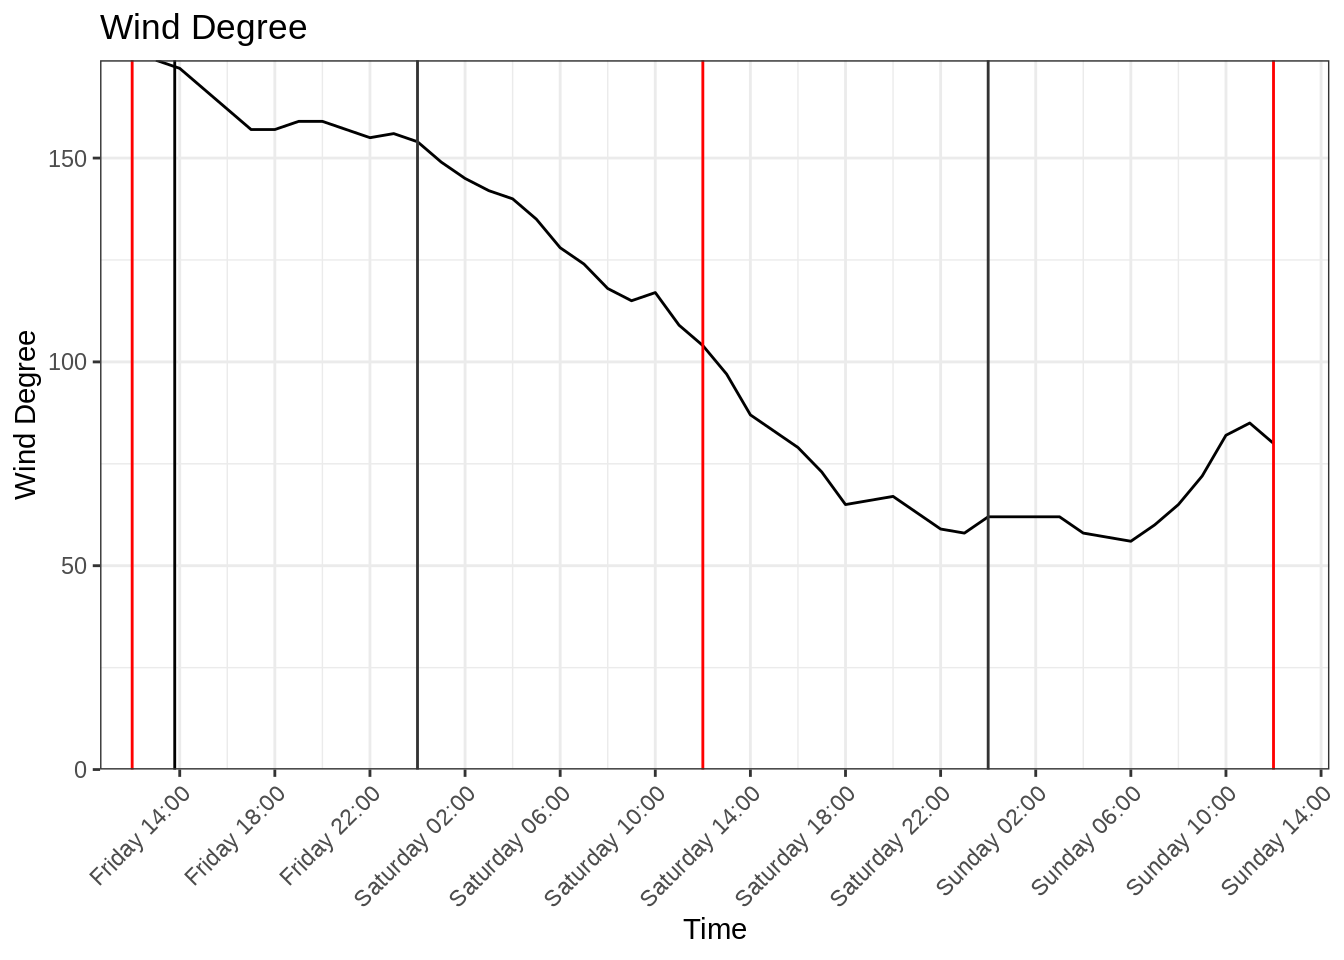 Wind Degree
Wind Degree
150
100
50
0
Friday 14:00
Friday 18:00
Friday 22:00
Saturday 02:00
Saturday 06:00
Saturday 10:00
Saturday 14:00
Saturday 18:00
Saturday 22:00
Sunday 02:00
Sunday 06:00
Sunday 10:00
Sunday 14:00
Time